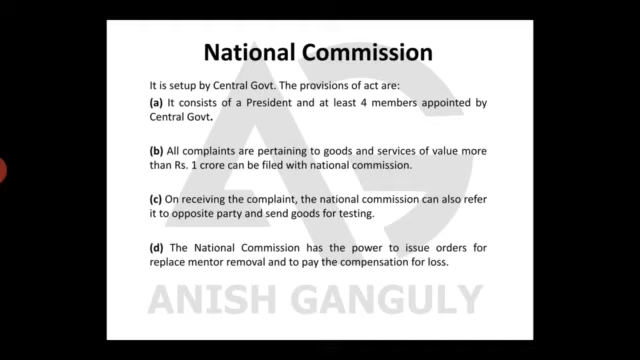 National Commission
It is setup by Central Govt. The provisions of act are:
(a) It consists of a President and at least 4 members appointed by
Central Govt.
(b) All complaints are pertaining to goods and services of value more
than Rs. 1 crore can be filed with national commission.
(c) On receiving the complaint, the national commission can also refer
it to opposite party and send goods for testing.
(d) The National Commission has the power to issue orders for
replace mentor removal and to pay the compensation for loss.
ANISH GANGULY